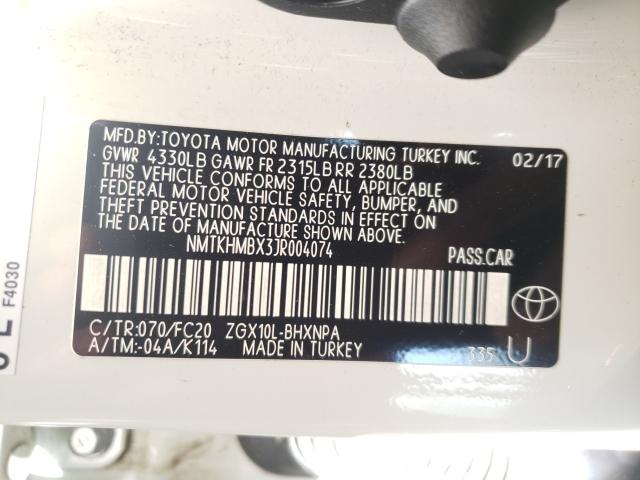 MFD.BY:TOYOTA MOTOR MANUFACTURING TURKEY INC. 02/17
GVWR 4330LB GAWR FR 2315LB RR 2380LB
THIS VEHICLE CONFORMS TO ALL APPLICABLE
FEDERAL MOTOR VEHICLE SAFETY, BUMPER, AND
THEFT PREVENTION STANDARDS IN EFFECT ON
THE DATE OF MANUFACTURE SHOWN ABOVE.
NMTKHMBX3JR004074 PASS.CAR
C/TR:070/FC20 ZGX10L-BHXNPA
A/TM:-04A/K114 MADE IN TURKEY 335 U
F4030